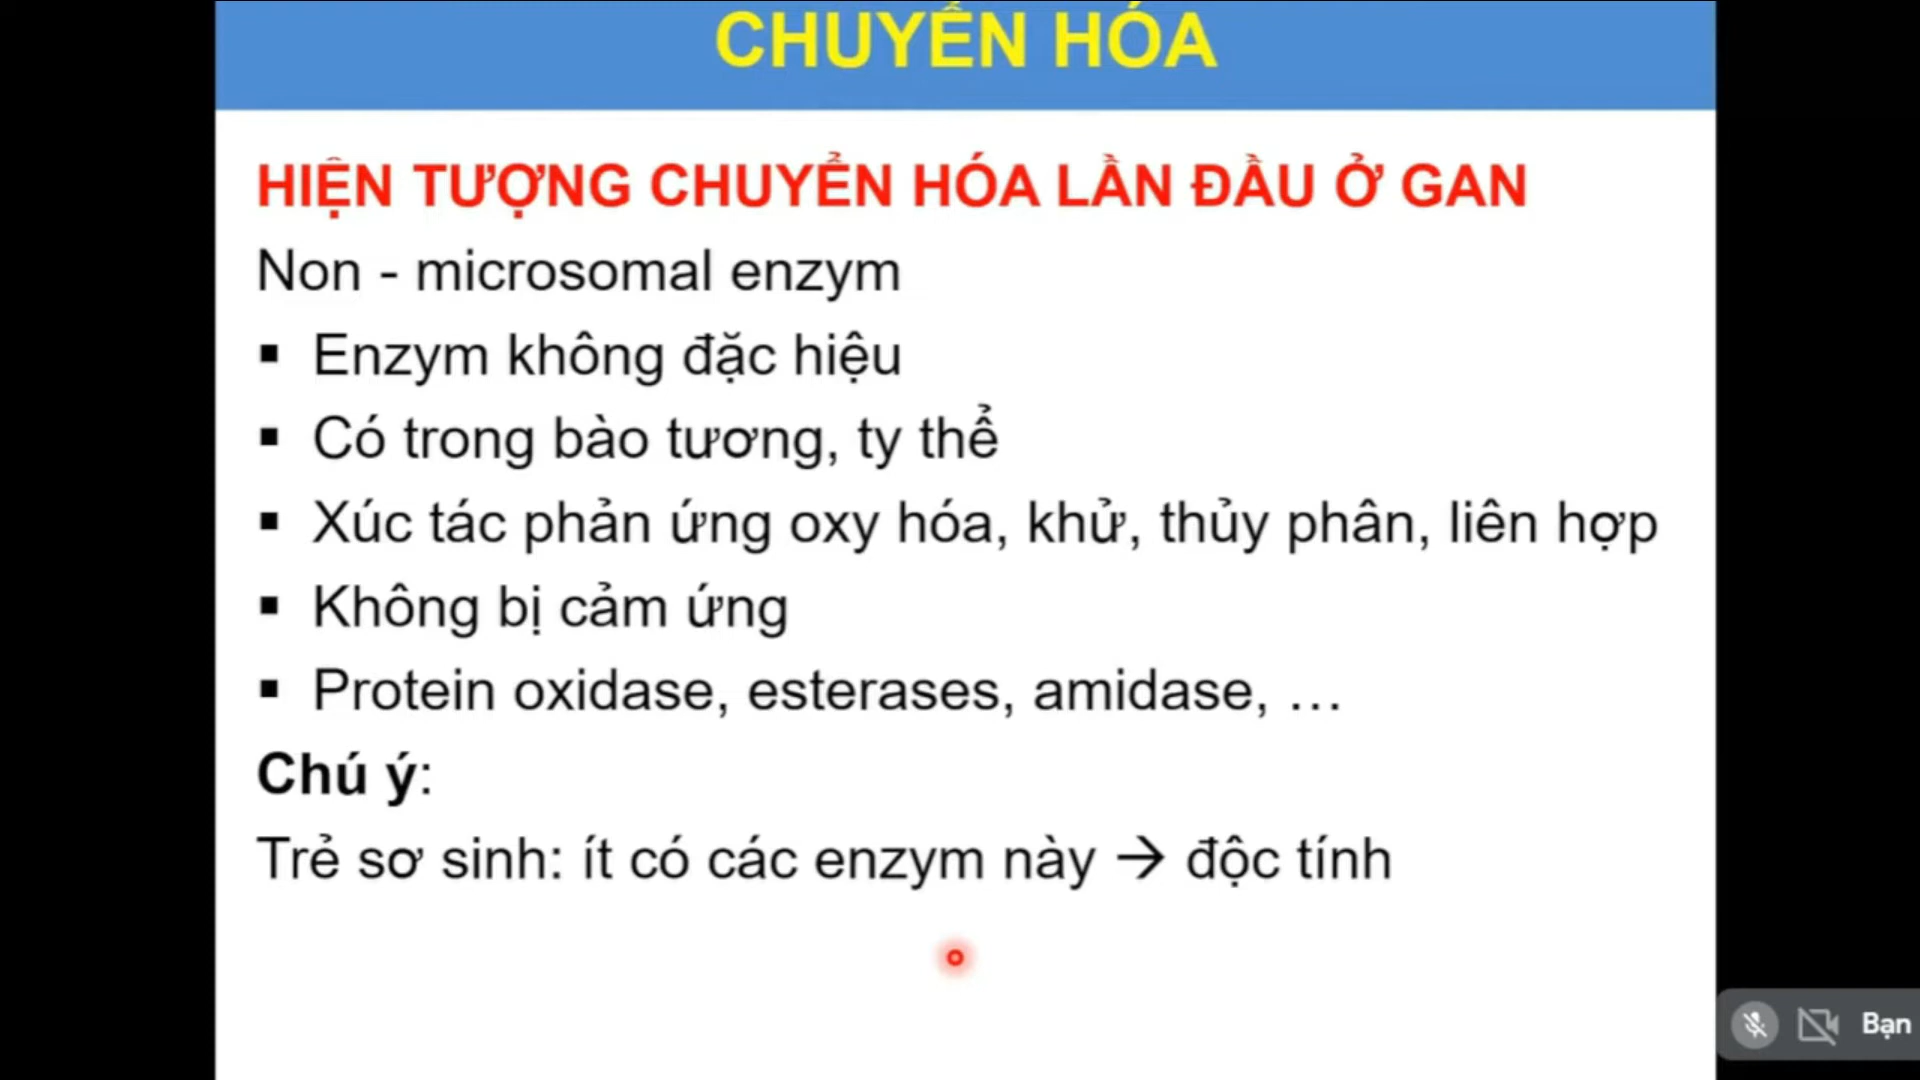 CHUYỂN HÓA
HIỆN TƯỢNG CHUYỂN HÓA LẦN ĐẦU Ở GAN
Non - microsomal enzym
▪ Enzym không đặc hiệu
▪ Có trong bào tương, ty thể
▪ Xúc tác phản ứng oxy hóa, khử, thủy phân, liên hợp
▪ Không bị cảm ứng
▪ Protein oxidase, esterases, amidase, …
Chú ý:
Trẻ sơ sinh: ít có các enzym này → độc tính
Bạn